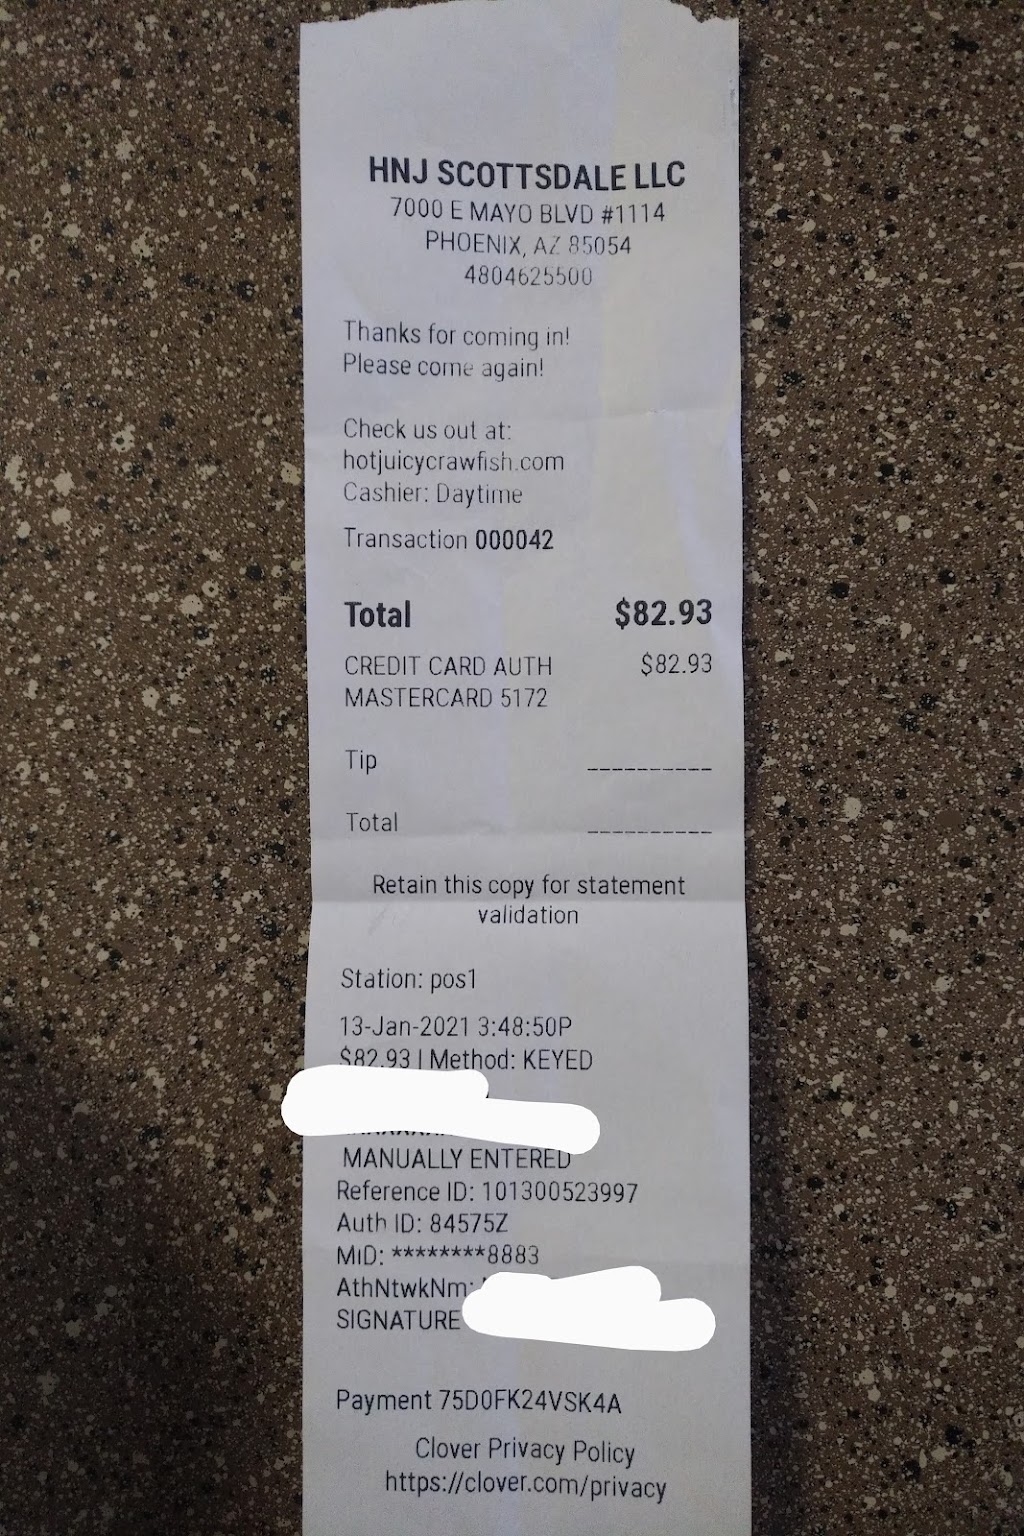 HNJ SCOTTSDALE LLC
7000 E MAYO BLVD #1114
PHOENIX, AZ 85054
4804625500
Thanks for coming in!
Please come again!
Check us out at:
hotjuicycrawfish.com
Cashier: Daytime
Transaction 000042
Total $82.93
CREDIT CARD AUTH $82.93
MASTERCARD 5172
Tip __________
Total __________
Retain this copy for statement
validation
Station: pos1
13-Jan-2021 3:48:50P
$82.93 | Method: KEYED
MANUALLY ENTERED
Reference ID: 101300523997
Auth ID: 84575Z
MID: ********8883
AthNtwkNm:
SIGNATURE
Payment 75D0FK24VSK4A
Clover Privacy Policy
https://clover.com/privacy